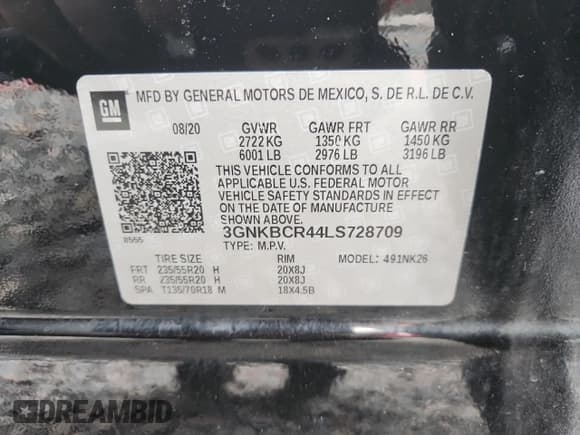 GM
MFD BY GENERAL MOTORS DE MEXICO, S. DE R.L. DE C.V.
08/20 GVWR GAWR FRT GAWR RR
2722 KG 1350 KG 1450 KG
6001 LB 2976 LB 3196 LB
THIS VEHICLE CONFORMS TO ALL
APPLICABLE U.S. FEDERAL MOTOR
VEHICLE SAFETY STANDARDS IN EFFECT
ON THE DATE OF MANUFACTURE
SHOWN ABOVE.
3GNKBCR44LS728709
TYPE: M.P.V.
TIRE SIZE RIM MODEL: 491NK26
FRT 235/55R20 H 20X8J
RR 235/55R20 H 20X8J
SPA T135/70R18 M 18X4.5B
DREAMBID